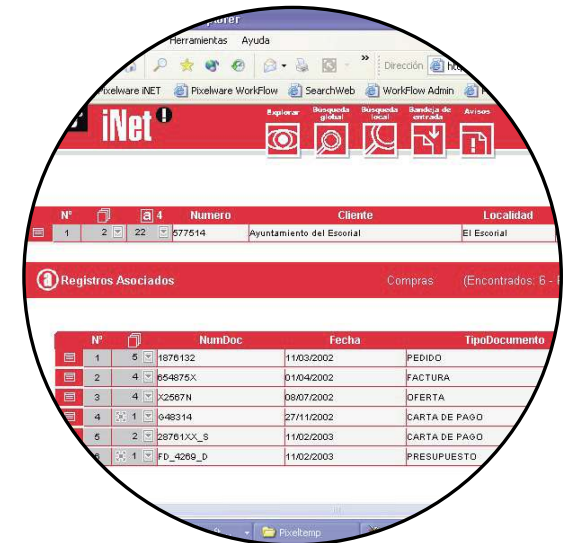 Herramientas Ayuda
Dirección
Pixelware iNET Pixelware WorkFlow SearchWeb WorkFlow Admin
iNet!
Explorar Busqueda global Búsqueda local Bandeja de entrada Avisos
Nº a 4 Numero Cliente Localidad
1 2 22 577514 Ayuntamiento del Escorial El Escorial
a Registros Asociados Compras (Encontrados: 6 -
Nº NumDoc Fecha TipoDocumento
1 5 1876132 11/03/2002 PEDIDO
2 4 654875X 01/04/2002 FACTURA
3 4 X2567N 08/07/2002 OFERTA
4 1 G48314 27/11/2002 CARTA DE PAGO
5 2 28761XX_S 11/02/2003 CARTA DE PAGO
6 1 FD_4269_D 11/02/2003 PRESUPUESTO
Pixeltemp